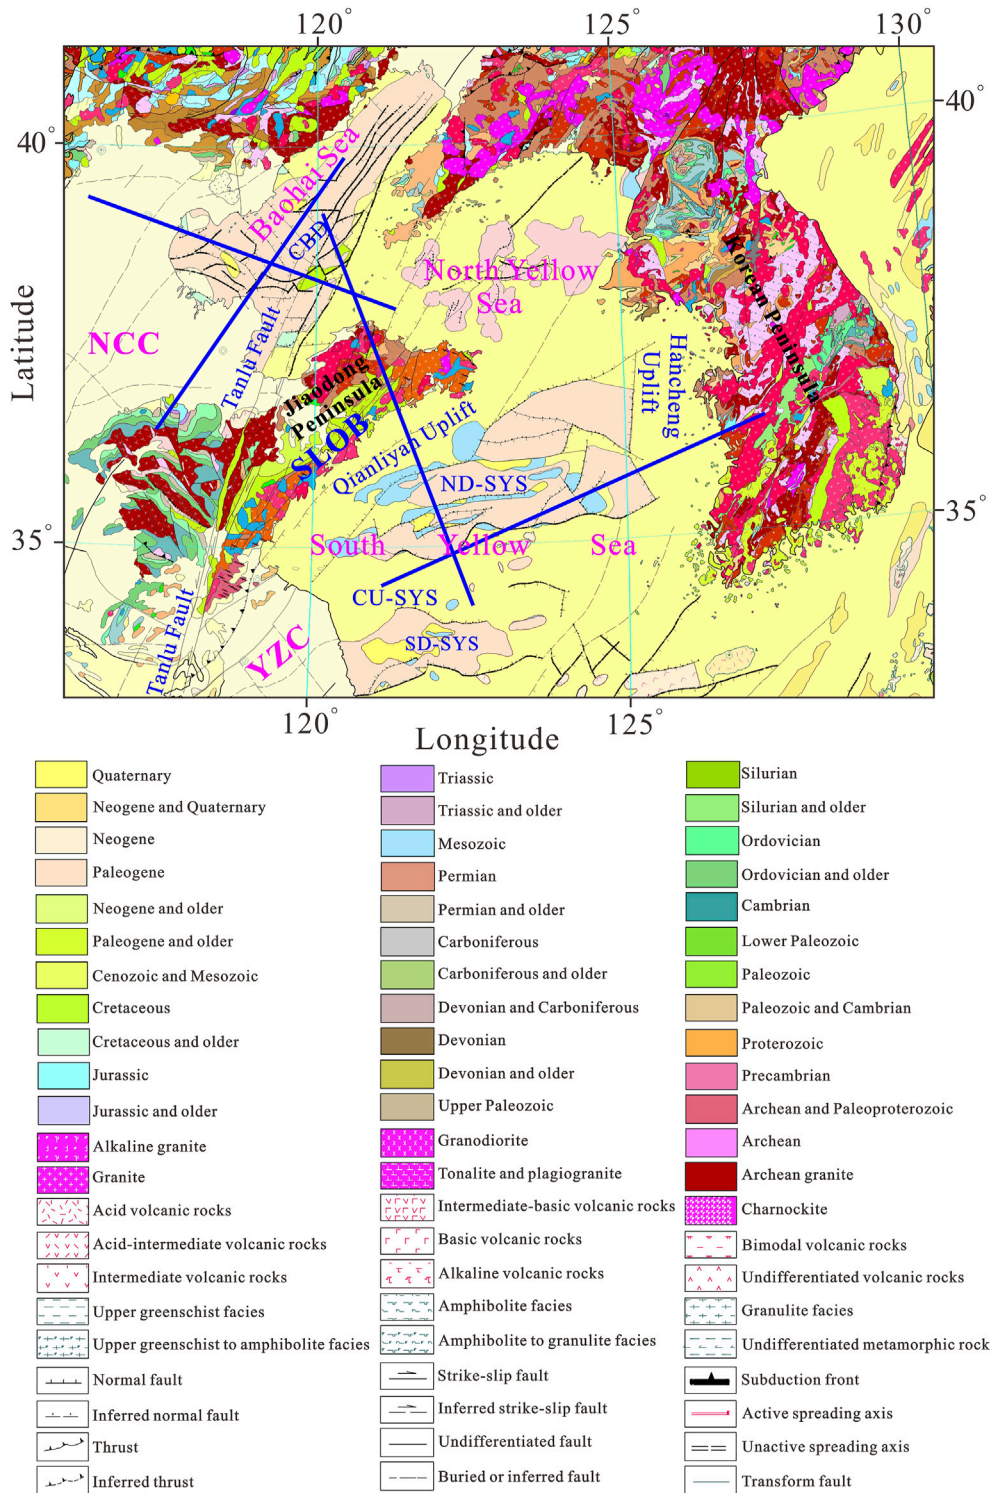 120°
125°
130°
40°
40°
Baohai Sea
CBD
North Yellow
Sea
Korean Peninsula
Latitude
NCC
Tanlu Fault
Jiaodong
Peninsula
SLOB
Hancheng
Uplift
Qianliyan Uplift
ND-SYS
35°
35°
South Yellow Sea
CU-SYS
SD-SYS
Tanlu Fault
YZC
120°
125°
Longitude
Quaternary
Neogene and Quaternary
Neogene
Paleogene
Neogene and older
Paleogene and older
Cenozoic and Mesozoic
Cretaceous
Cretaceous and older
Jurassic
Jurassic and older
Alkaline granite
Granite
Acid volcanic rocks
Acid-intermediate volcanic rocks
Intermediate volcanic rocks
Upper greenschist facies
Upper greenschist to amphibolite facies
Normal fault
Inferred normal fault
Thrust
Inferred thrust
Triassic
Triassic and older
Mesozoic
Permian
Permian and older
Carboniferous
Carboniferous and older
Devonian and Carboniferous
Devonian
Devonian and older
Upper Paleozoic
Granodiorite
Tonalite and plagiogranite
Intermediate-basic volcanic rocks
Basic volcanic rocks
Alkaline volcanic rocks
Amphibolite facies
Amphibolite to granulite facies
Strike-slip fault
Inferred strike-slip fault
Undifferentiated fault
Buried or inferred fault
Silurian
Silurian and older
Ordovician
Ordovician and older
Cambrian
Lower Paleozoic
Paleozoic
Paleozoic and Cambrian
Proterozoic
Precambrian
Archean and Paleoproterozoic
Archean
Archean granite
Charnockite
Bimodal volcanic rocks
Undifferentiated volcanic rocks
Granulite facies
Undifferentiated metamorphic rock
Subduction front
Active spreading axis
Unactive spreading axis
Transform fault